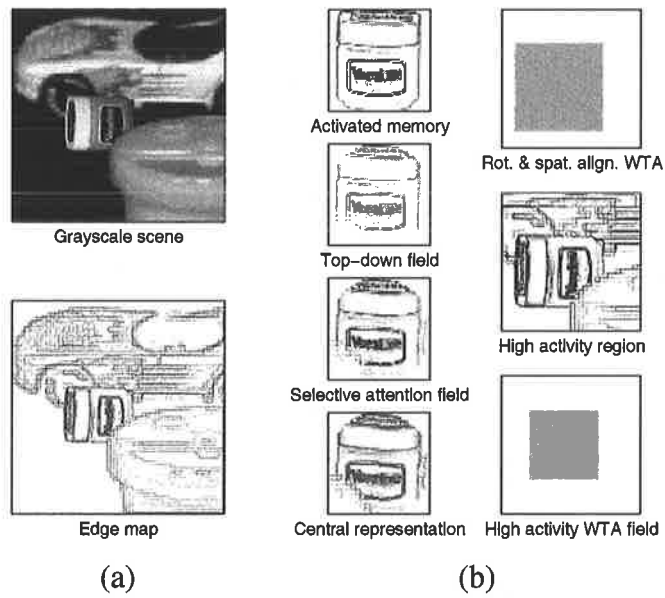 Grayscale scene
Edge map
(a)
Activated memory
Top-down field
Selective attention field
Central representation
Rot. & spat. allgn. WTA
High activity region
High activity WTA field
(b)